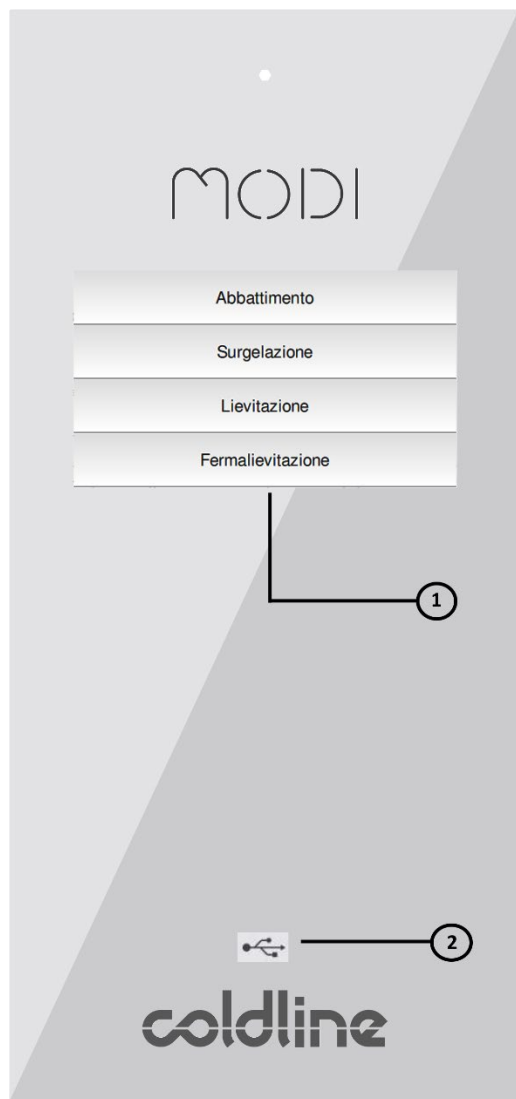 MODI
Abbattimento
Surgelazione
Lievitazione
Fermalievitazione
1
2
coldline